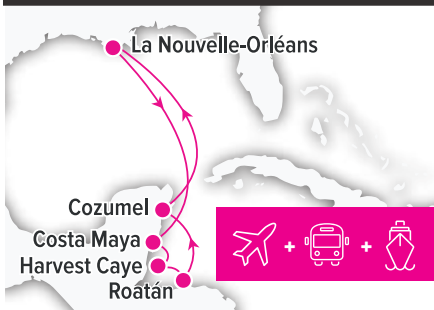 La Nouvelle-Orléans
Cozumel
Costa Maya
Harvest Caye
Roatán
+ +